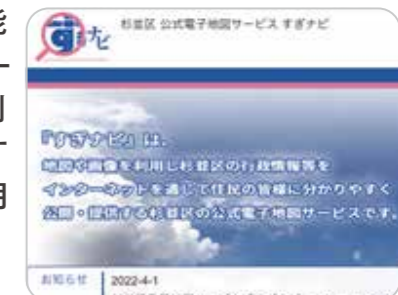 能
ー
すぎナビ
杉並区 公式電子地図サービス すぎナビ
『すぎナビ』は、
地図や画像を利用し杉並区の行政情報等を
インターネットを通じて住民の皆様に分かりやすく
公開・提供する杉並区の公式電子地図サービスです。
お知らせ 2022-4-1